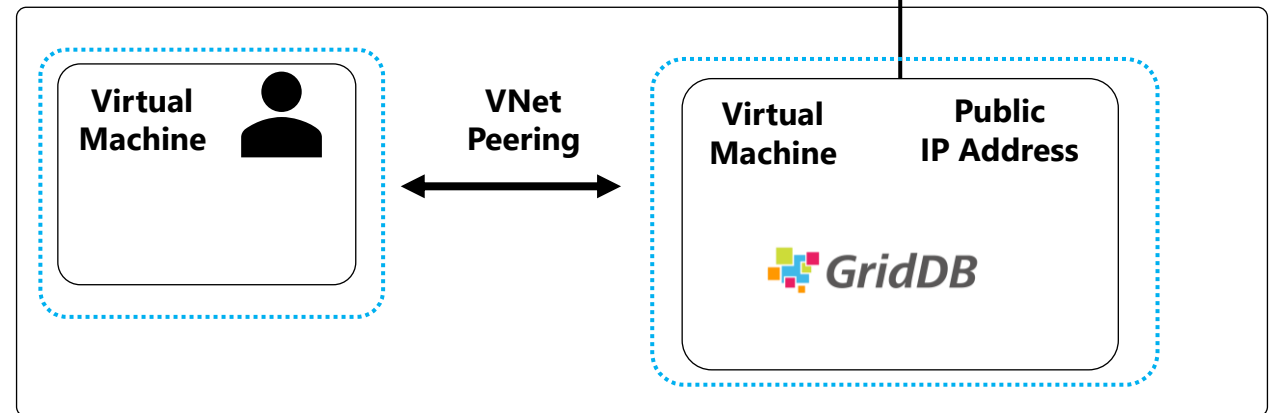 Virtual
Machine
VNet
Peering
Virtual
Machine
Public
IP Address
GridDB